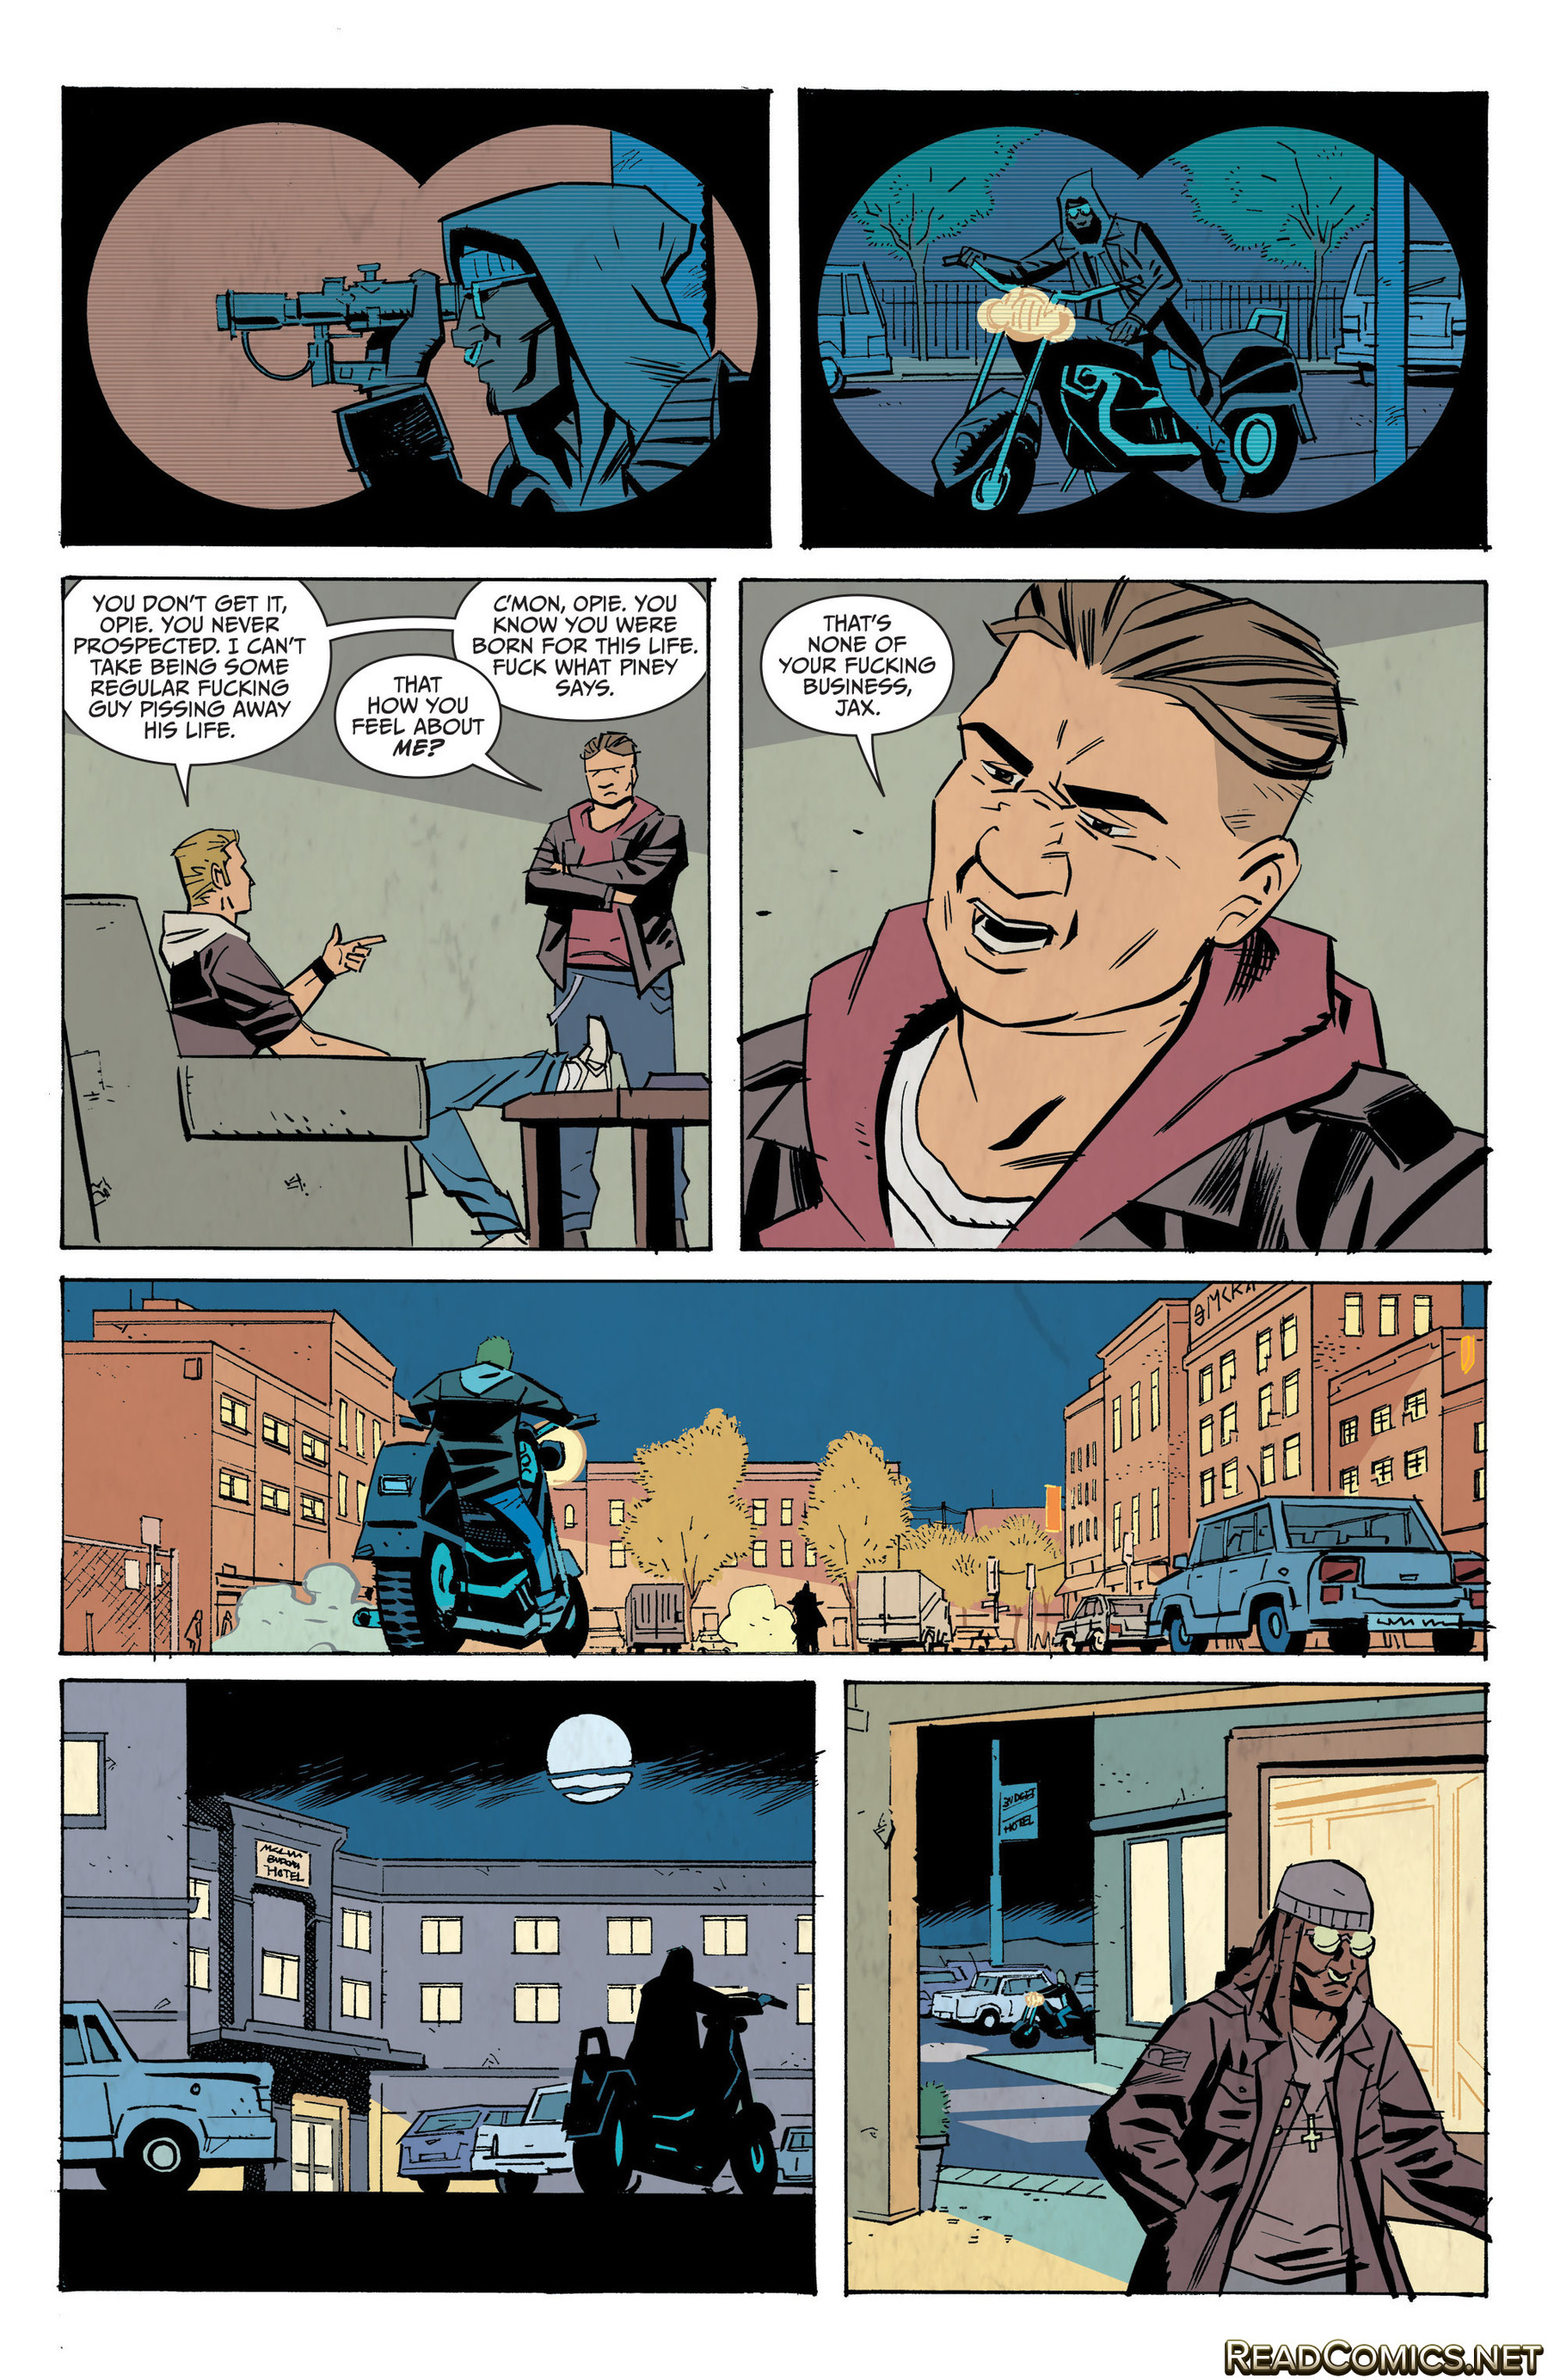 YOU DON'T GET IT,
OPIE. YOU NEVER
PROSPECTED. I CAN'T
TAKE BEING SOME
REGULAR FUCKING
GUY PISSING AWAY
HIS LIFE.
THAT
HOW YOU
FEEL ABOUT
ME?
C'MON, OPIE. YOU
KNOW YOU WERE
BORN FOR THIS LIFE.
FUCK WHAT PINEY
SAYS.
THAT'S
NONE OF
YOUR FUCKING
BUSINESS,
JAX.
HOTEL
BUDGET
HOTEL
READCOMICS.NET